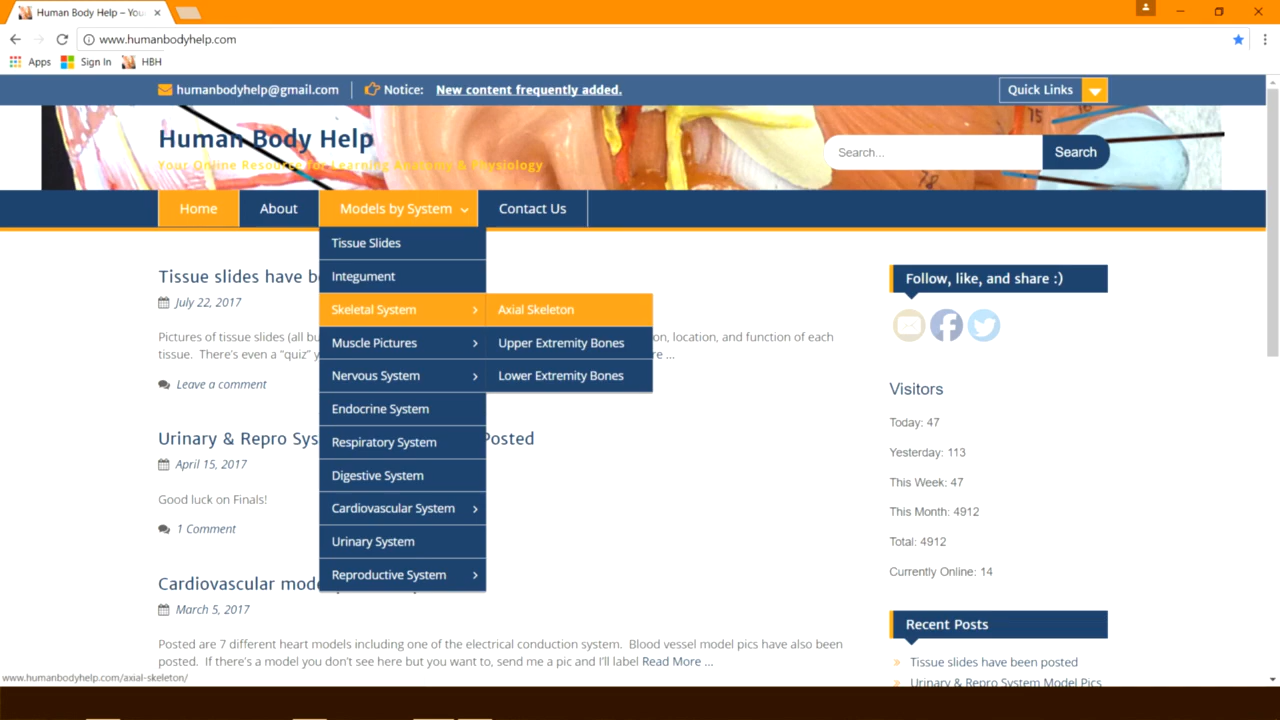 Human Body Help – You
www.humanbodyhelp.com
Apps Sign In HBH
humanbodyhelp@gmail.com Notice: New content frequently added. Quick Links
Human Body Help
Your Online Resource for Learning Anatomy & Physiology
Search... Search
Home About Models by System Contact Us
Tissue Slides
Integument
Skeletal System Axial Skeleton
Muscle Pictures Upper Extremity Bones
Nervous System Lower Extremity Bones
Endocrine System
Respiratory System
Digestive System
Cardiovascular System
Urinary System
Reproductive System
Tissue slides have
July 22, 2017
Pictures of tissue slides (all location, and function of each
tissue. There's even a "quiz"
Leave a comment
Urinary & Repro Posted
April 15, 2017
Good luck on Finals!
1 Comment
Cardiovascular
March 5, 2017
Posted are 7 different heart models including one of the electrical conduction system. Blood vessel model pics have also been
posted. If there's a model you don't see here but you want to, send me a pic and I'll label Read More ...
Follow, like, and share :)
Visitors
Today: 47
Yesterday: 113
This Week: 47
This Month: 4912
Total: 4912
Currently Online: 14
Recent Posts
Tissue slides have been posted
Urinary & Repro System Model Pics
www.humanbodyhelp.com/axial-skeleton/